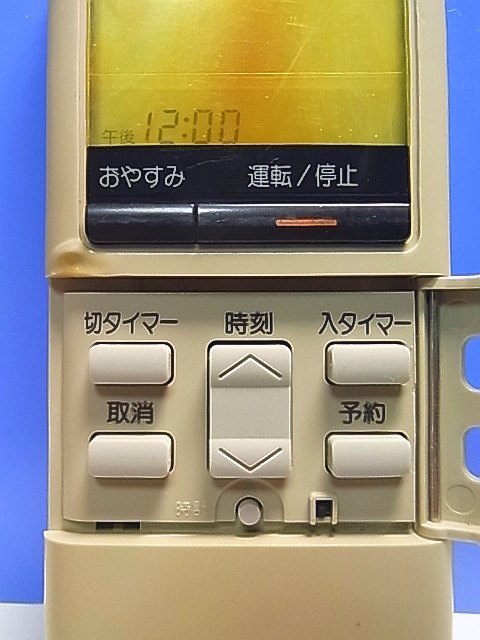 午後 12:00
おやすみ 運転/停止
切タイマー 時刻 入タイマー
取消 予約
時計